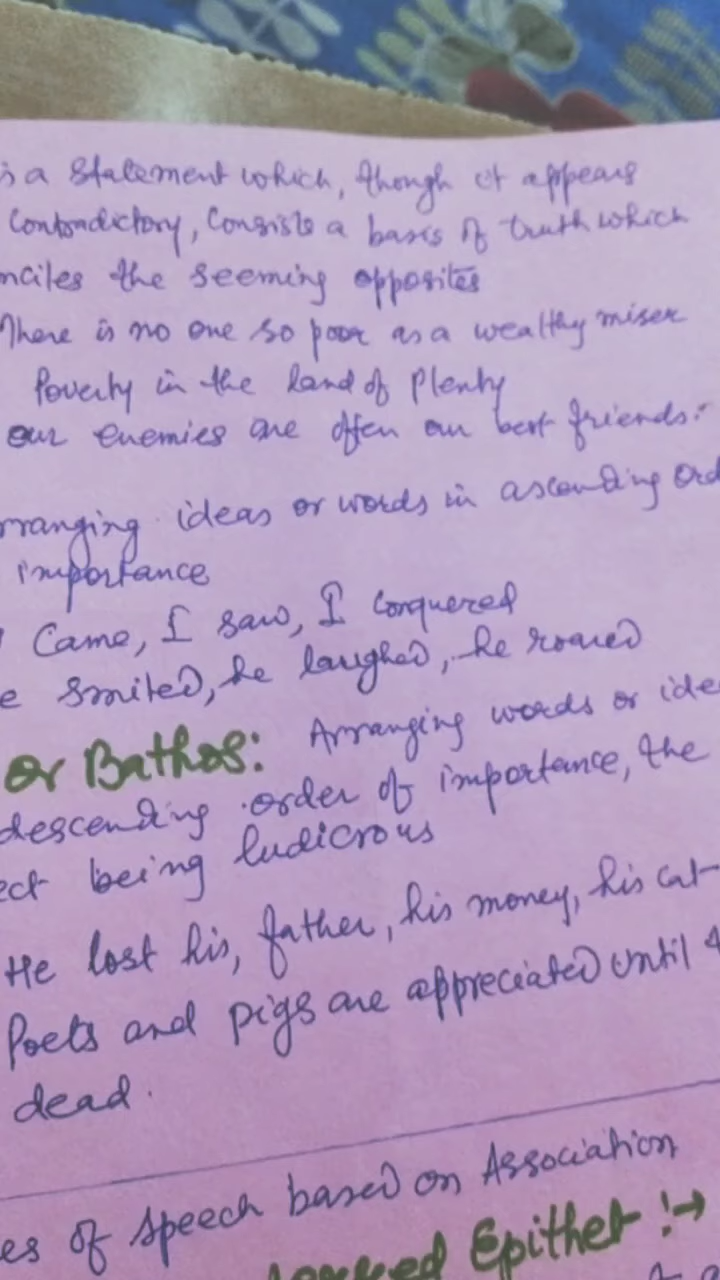 is a statement which, though it appears
Contradictory, Consists a basis of truth which
nciles the seeming opposites
There is no one so poor as a wealthy miser
Poverty in the land of Plenty
our enemies are often our best friends.
rranging ideas or words in ascending Ord
importance
I Came, I saw, I Conquered
e smiled, he laughed, he roared
or Bathos: Arranging words or ide
descending order of importance, the
ect being ludicrous
He lost his, father, his money, his cat
Poets and pigs are appreciated until
dead.
es of speech based on Association
Epithet :→